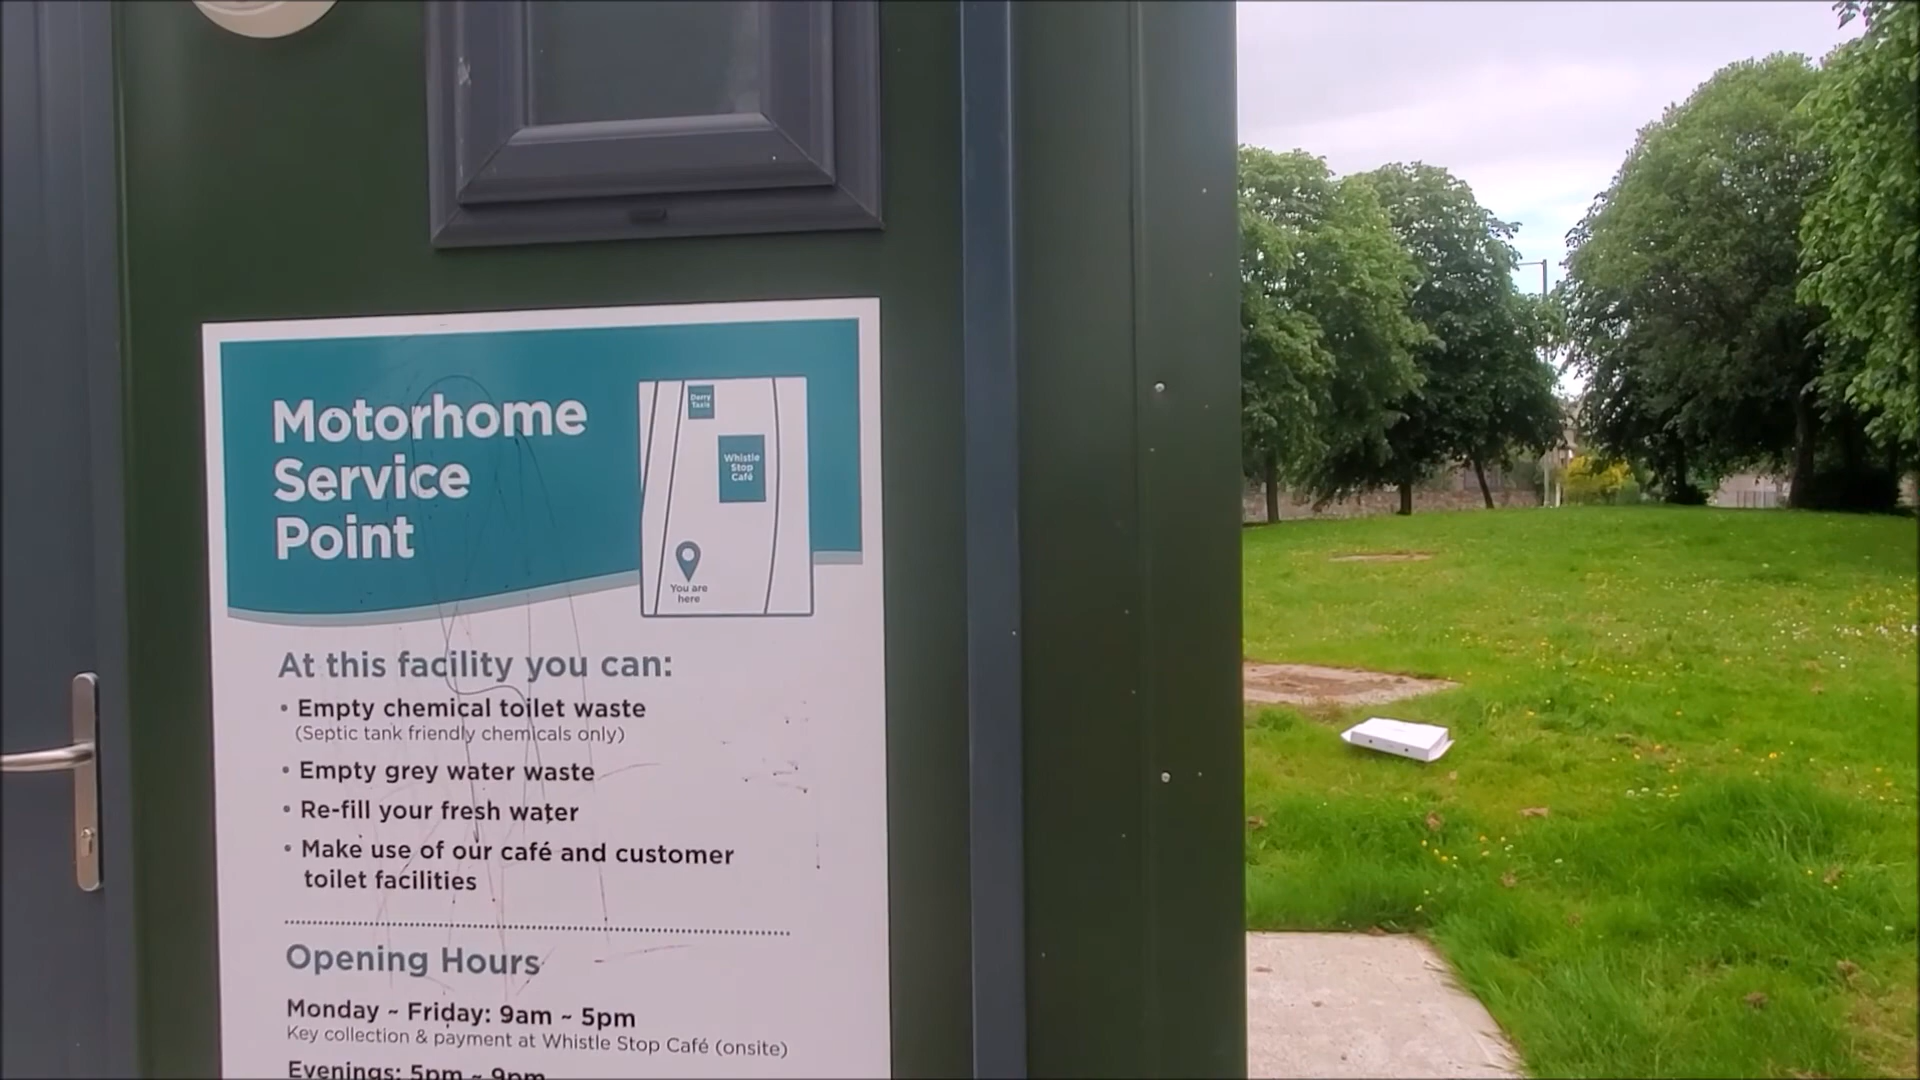 Motorhome
Service
Point
Derry
Taxis
Whistle
Stop
Café
You are
here
At this facility you can:
• Empty chemical toilet waste
(Septic tank friendly chemicals only)
• Empty grey water waste
• Re-fill your fresh water
• Make use of our café and customer
toilet facilities
Opening Hours
Monday ~ Friday: 9am ~ 5pm
Key collection & payment at Whistle Stop Café (onsite)
Evenings: 5pm ~ 9pm